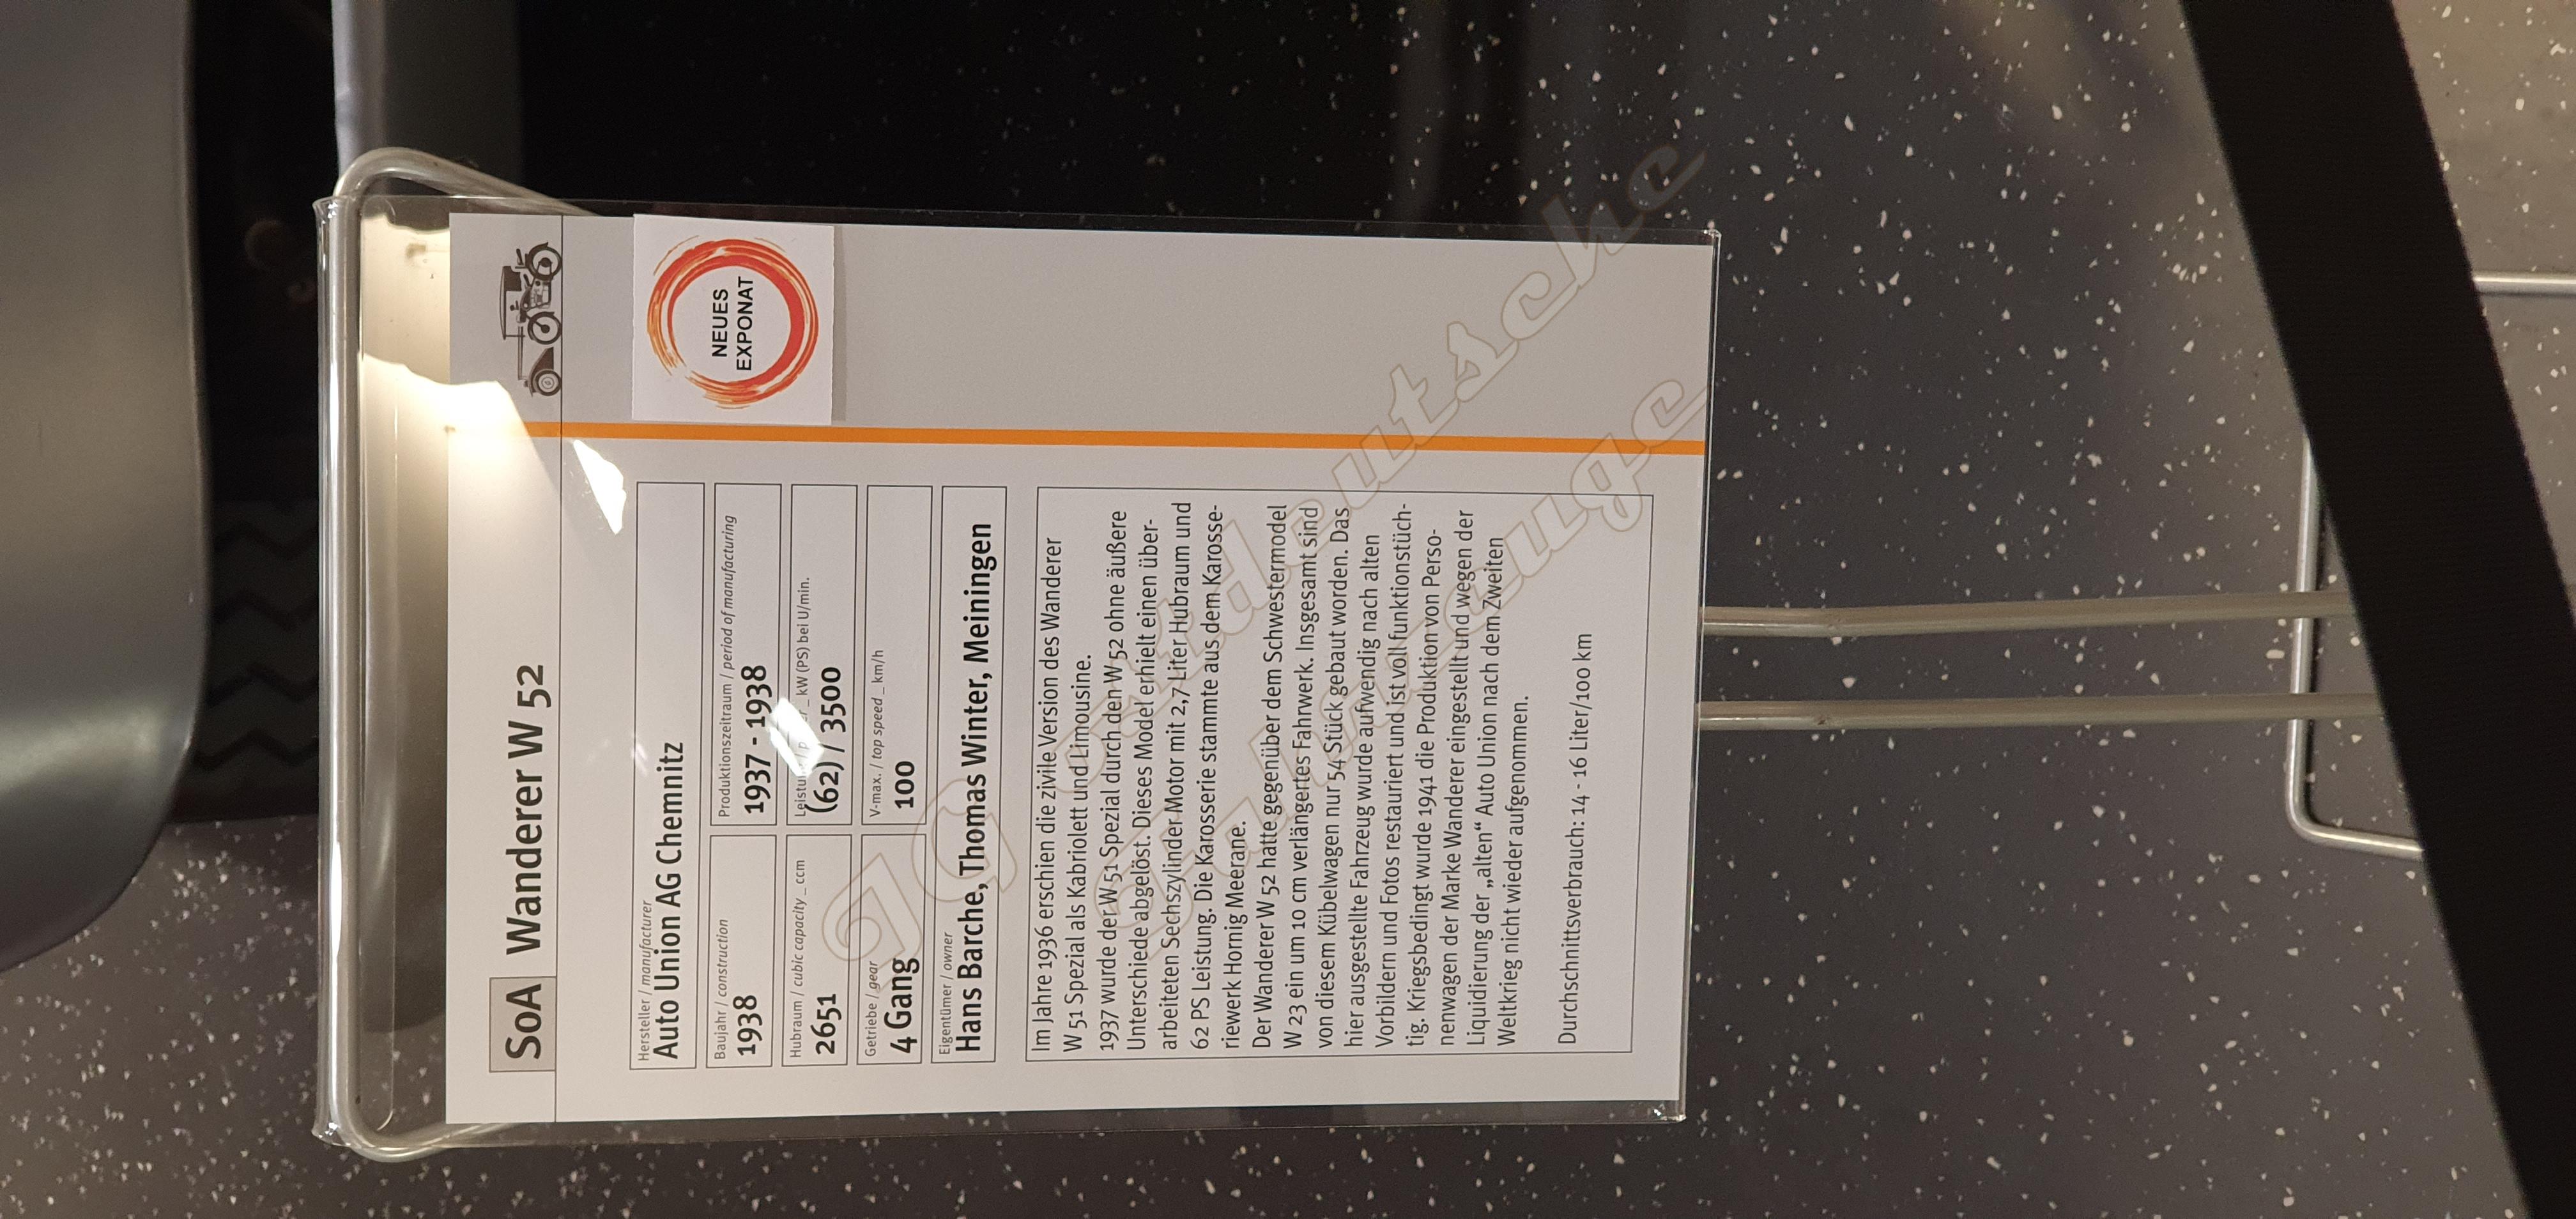 SoA Wanderer W 52
NEUES
EXPONAT
Hersteller / manufacturer
Auto Union AG Chemnitz
Baujahr / construction
1938
Produktionszeitraum / period of manufacturing
1937 - 1938
Hubraum / cubic capacity _ ccm
2651
kW (PS) bei U/min.
(62) / 3500
Getriebe / gear
4 Gang
V-max. / top speed _ km/h
100
Eigentümer / owner
Hans Barche, Thomas Winter, Meiningen
Im Jahre 1936 erschien die zivile Version des Wanderer
W 51 Spezial als Kabriolett und Limousine.
1937 wurde der W 51 Spezial durch den W 52 ohne äußere
Unterschiede abgelöst. Dieses Model erhielt einen über-
arbeiteten Sechszylinder Motor mit 2,7 Liter Hubraum und
62 PS Leistung. Die Karosserie stammte aus dem Karosse-
riewerk Hornig Meerane.
Der Wanderer W 52 hatte gegenüber dem Schwestermodel
W 23 ein um 10 cm verlängertes Fahrwerk. Insgesamt sind
von diesem Kübelwagen nur 54 Stück gebaut worden. Das
hier ausgestellte Fahrzeug wurde aufwendig nach alten
Vorbildern und Fotos restauriert und ist voll funktionstüch-
tig. Kriegsbedingt wurde 1941 die Produktion von Perso-
nenwagen der Marke Wanderer eingestellt und wegen der
Liquidierung der „alten“ Auto Union nach dem Zweiten
Weltkrieg nicht wieder aufgenommen.
Durchschnittsverbrauch: 14 - 16 Liter/100 km
IG Ostdeutsche
Fahrzeuge